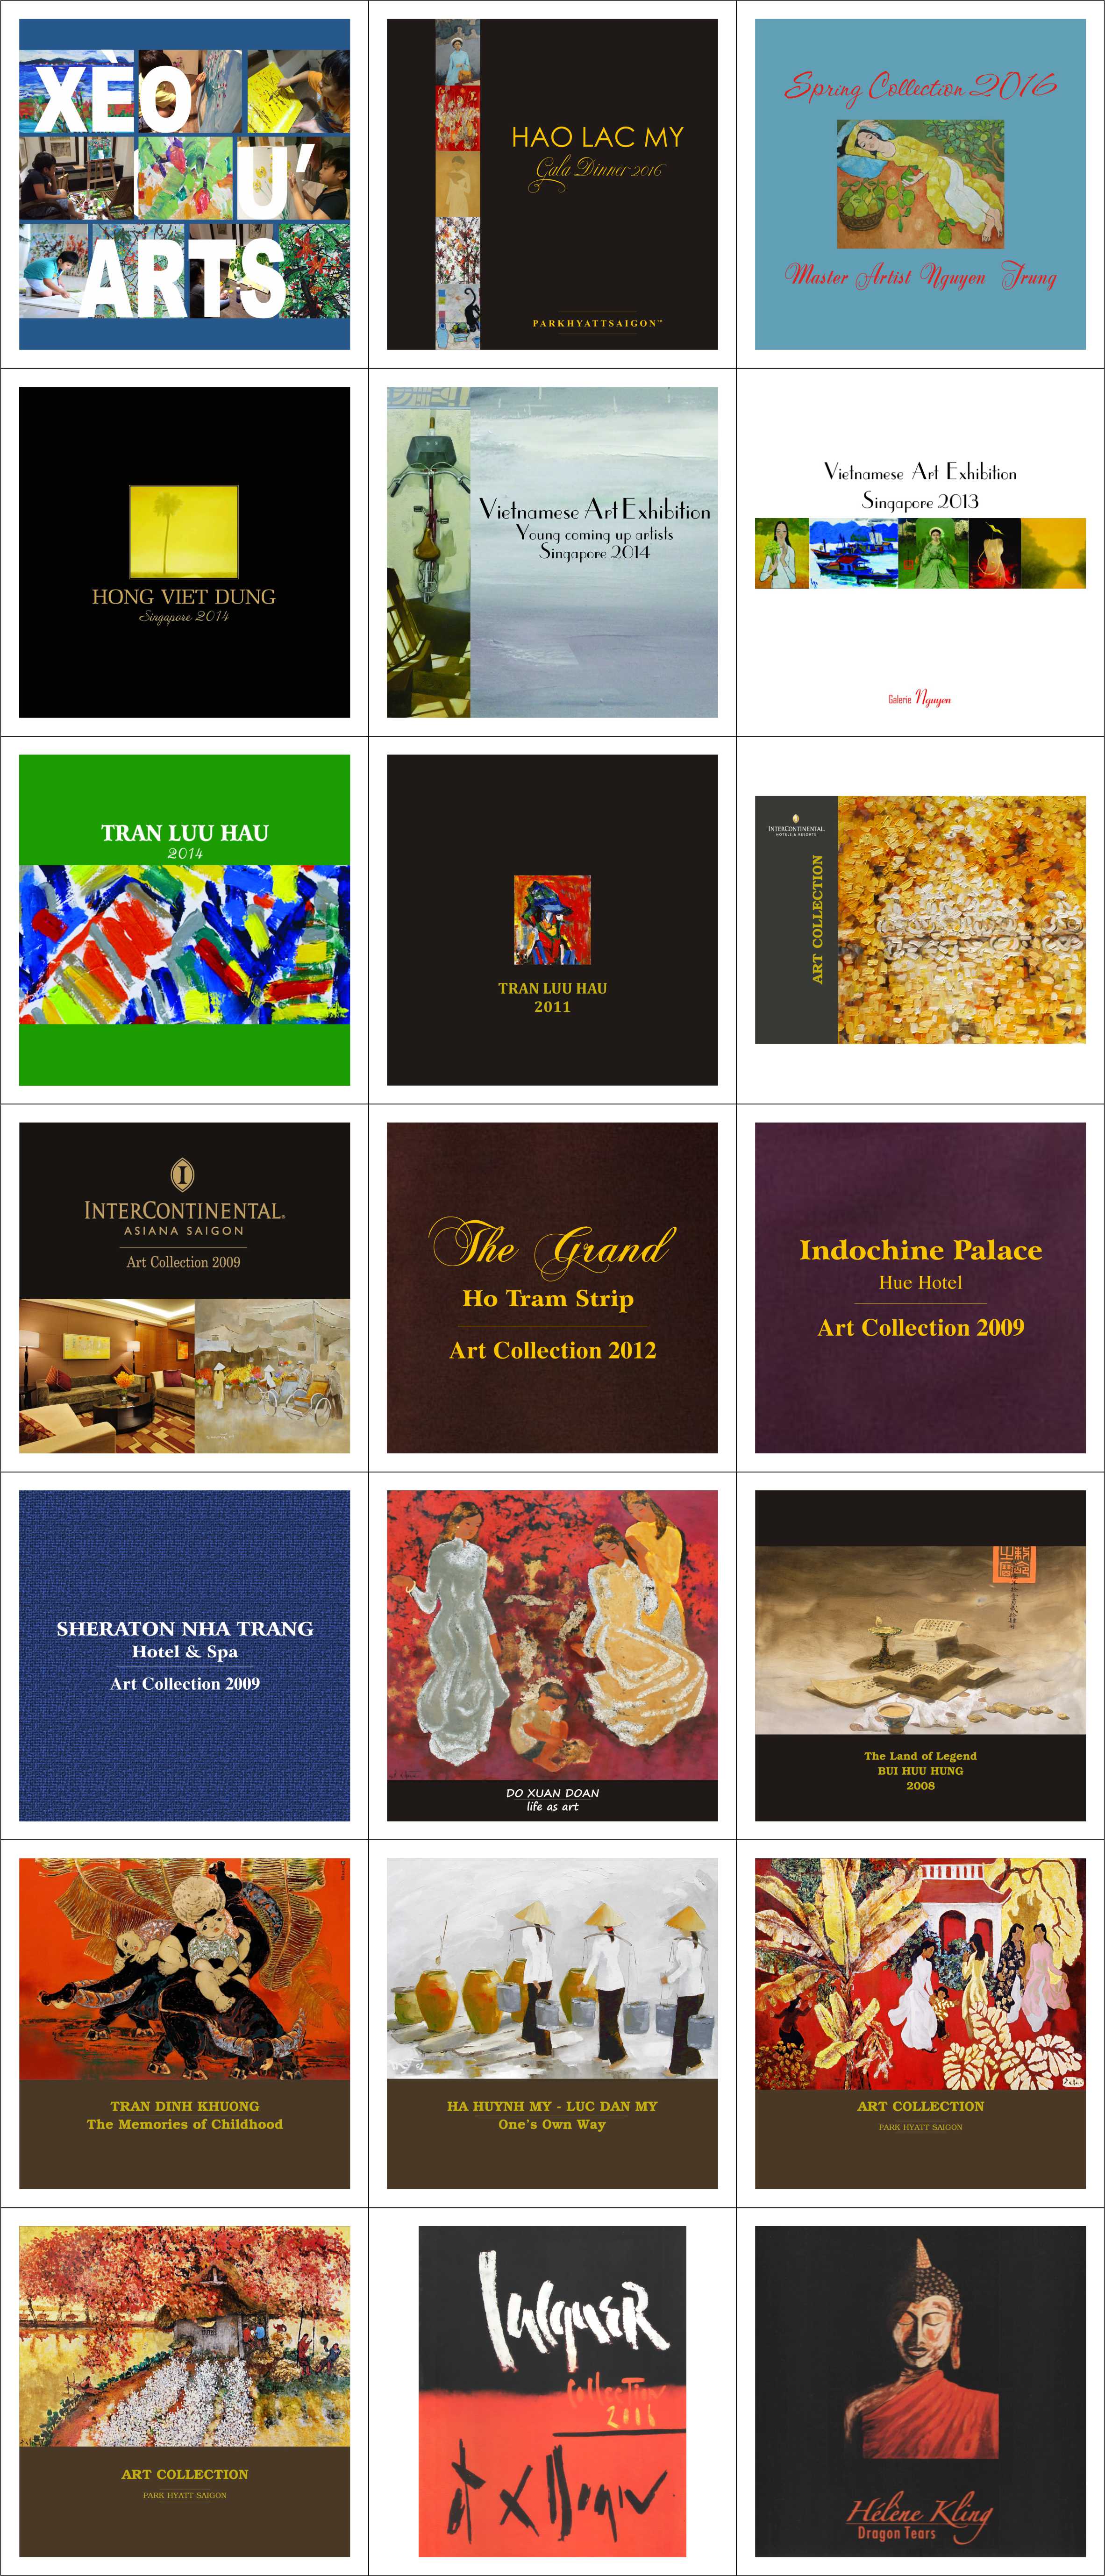 XÈO
U'
ARTS
HAO LAC MY
Gala Dinner 2016
PARKHYATTSAIGON™
Spring Collection 2016
Master Artist Nguyen Trung
HONG VIET DUNG
Singapore 2014
Vietnamese Art Exhibition
Young coming up artists
Singapore 2014
Vietnamese Art Exhibition
Singapore 2013
Galerie Nguyen
TRAN LUU HAU
2014
TRAN LUU HAU
2011
INTERCONTINENTAL.
HOTELS & RESORTS
ART COLLECTION
INTERCONTINENTAL®
ASIANA SAIGON
Art Collection 2009
The Grand
Ho Tram Strip
Art Collection 2012
Indochine Palace
Hue Hotel
Art Collection 2009
SHERATON NHA TRANG
Hotel & Spa
Art Collection 2009
DO XUAN DOAN
life as art
The Land of Legend
BUI HUU HUNG
2008
TRAN DINH KHUONG
The Memories of Childhood
HA HUYNH MY - LUC DAN MY
One's Own Way
ART COLLECTION
PARK HYATT SAIGON
ART COLLECTION
PARK HYATT SAIGON
lacqueR
Collection
2006
đ x Doãn
Hélène Kling
Dragon Tears